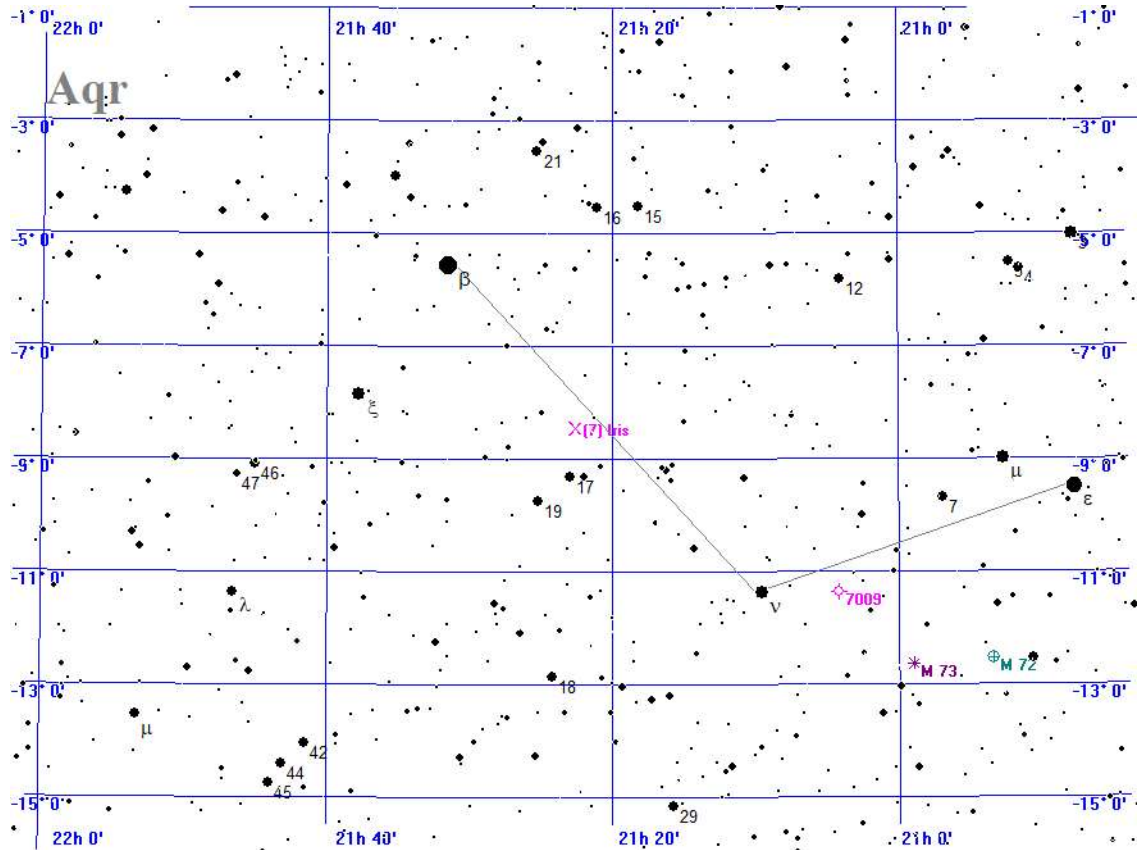 -1° 0' 22h 0' 21h 40' 21h 20' 21h 0' -1° 0'
Aqr
-3° 0' -3° 0'
21
16 15
-5° 0' -5° 0'
β 12 4
-7° 0' -7° 0'
ξ
(7) Iris
-9° 0' -9° 0'
47 46 17 μ
19 7 ε
-11° 0' -11° 0'
λ ν 7009
M 73 M 72
-13° 0' 18 -13° 0'
μ
42
44
45
-15° 0' -15° 0'
29
22h 0' 21h 40' 21h 20' 21h 0'